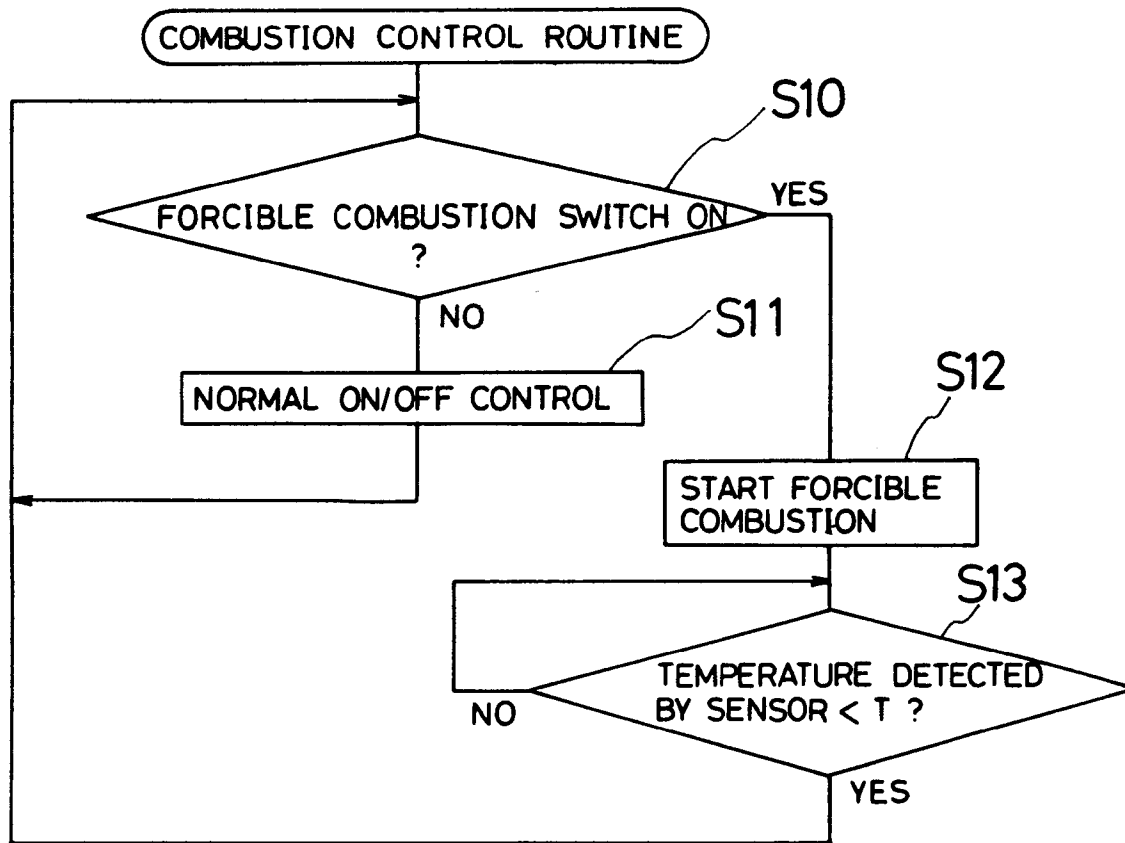 COMBUSTION CONTROL ROUTINE
S10
YES
FORCIBLE COMBUSTION SWITCH ON
?
NO
S11
NORMAL ON/OFF CONTROL
S12
START FORCIBLE
COMBUSTION
S13
TEMPERATURE DETECTED
BY SENSOR < T ?
NO
YES